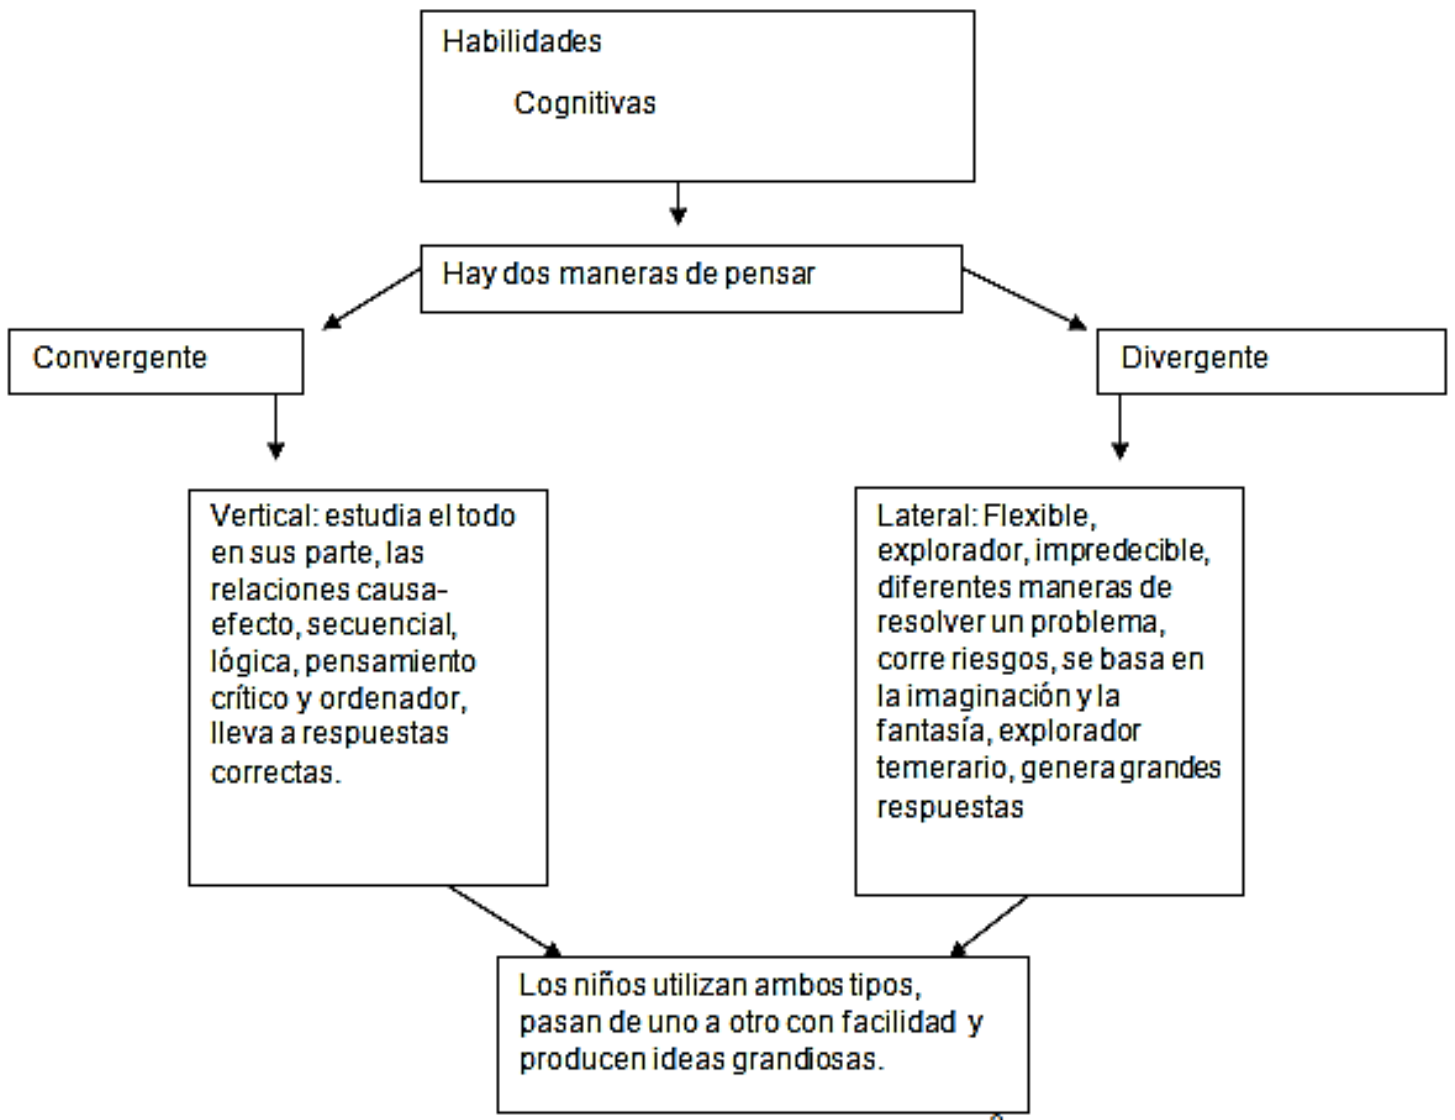 Habilidades
Cognitivas
Hay dos maneras de pensar
Convergente
Divergente
Vertical: estudia el todo
en sus parte, las
relaciones causa-
efecto, secuencial,
lógica, pensamiento
crítico y ordenador,
lleva a respuestas
correctas.
Lateral: Flexible,
explorador, impredecible,
diferentes maneras de
resolver un problema,
corre riesgos, se basa en
la imaginación y la
fantasía, explorador
temerario, genera grandes
respuestas
Los niños utilizan ambos tipos,
pasan de uno a otro con facilidad y
producen ideas grandiosas.